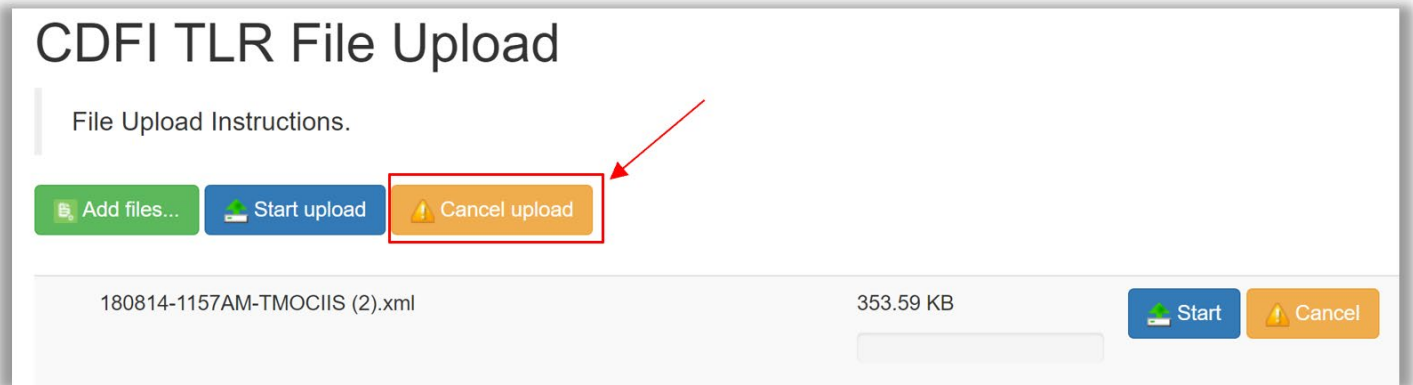 CDFI TLR File Upload
File Upload Instructions.
Add files... Start upload Cancel upload
180814-1157AM-TMOCIIS (2).xml 353.59 KB Start Cancel